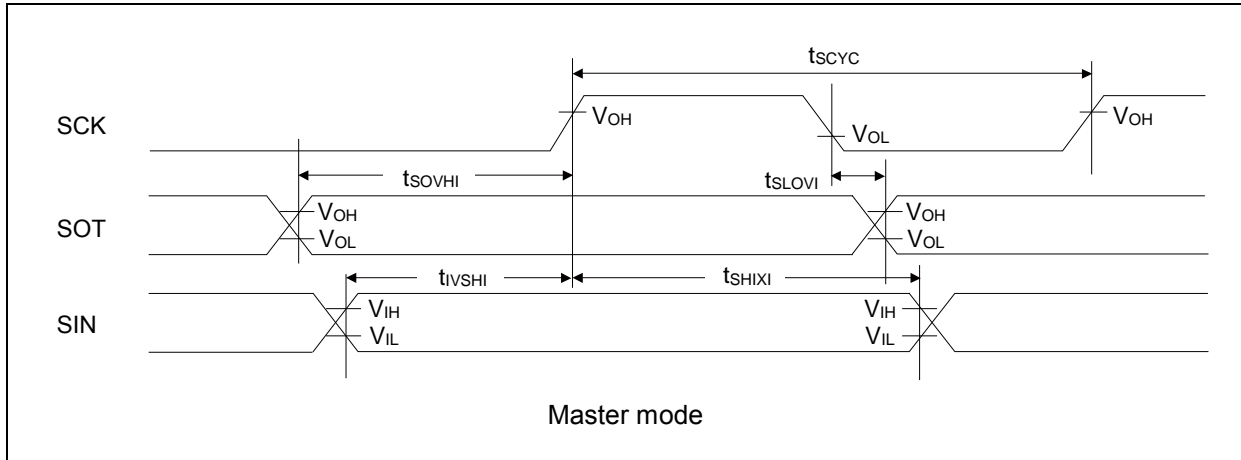 tSCYC
SCK
VOH
VOL
VOH
tSOVHI
tSLOVI
SOT
VOH
VOL
VOH
VOL
tIVSHI
tSHIXI
SIN
VIH
VIL
VIH
VIL
Master mode